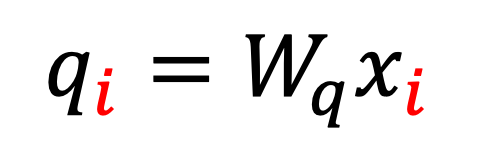 q_i = W_q x_i